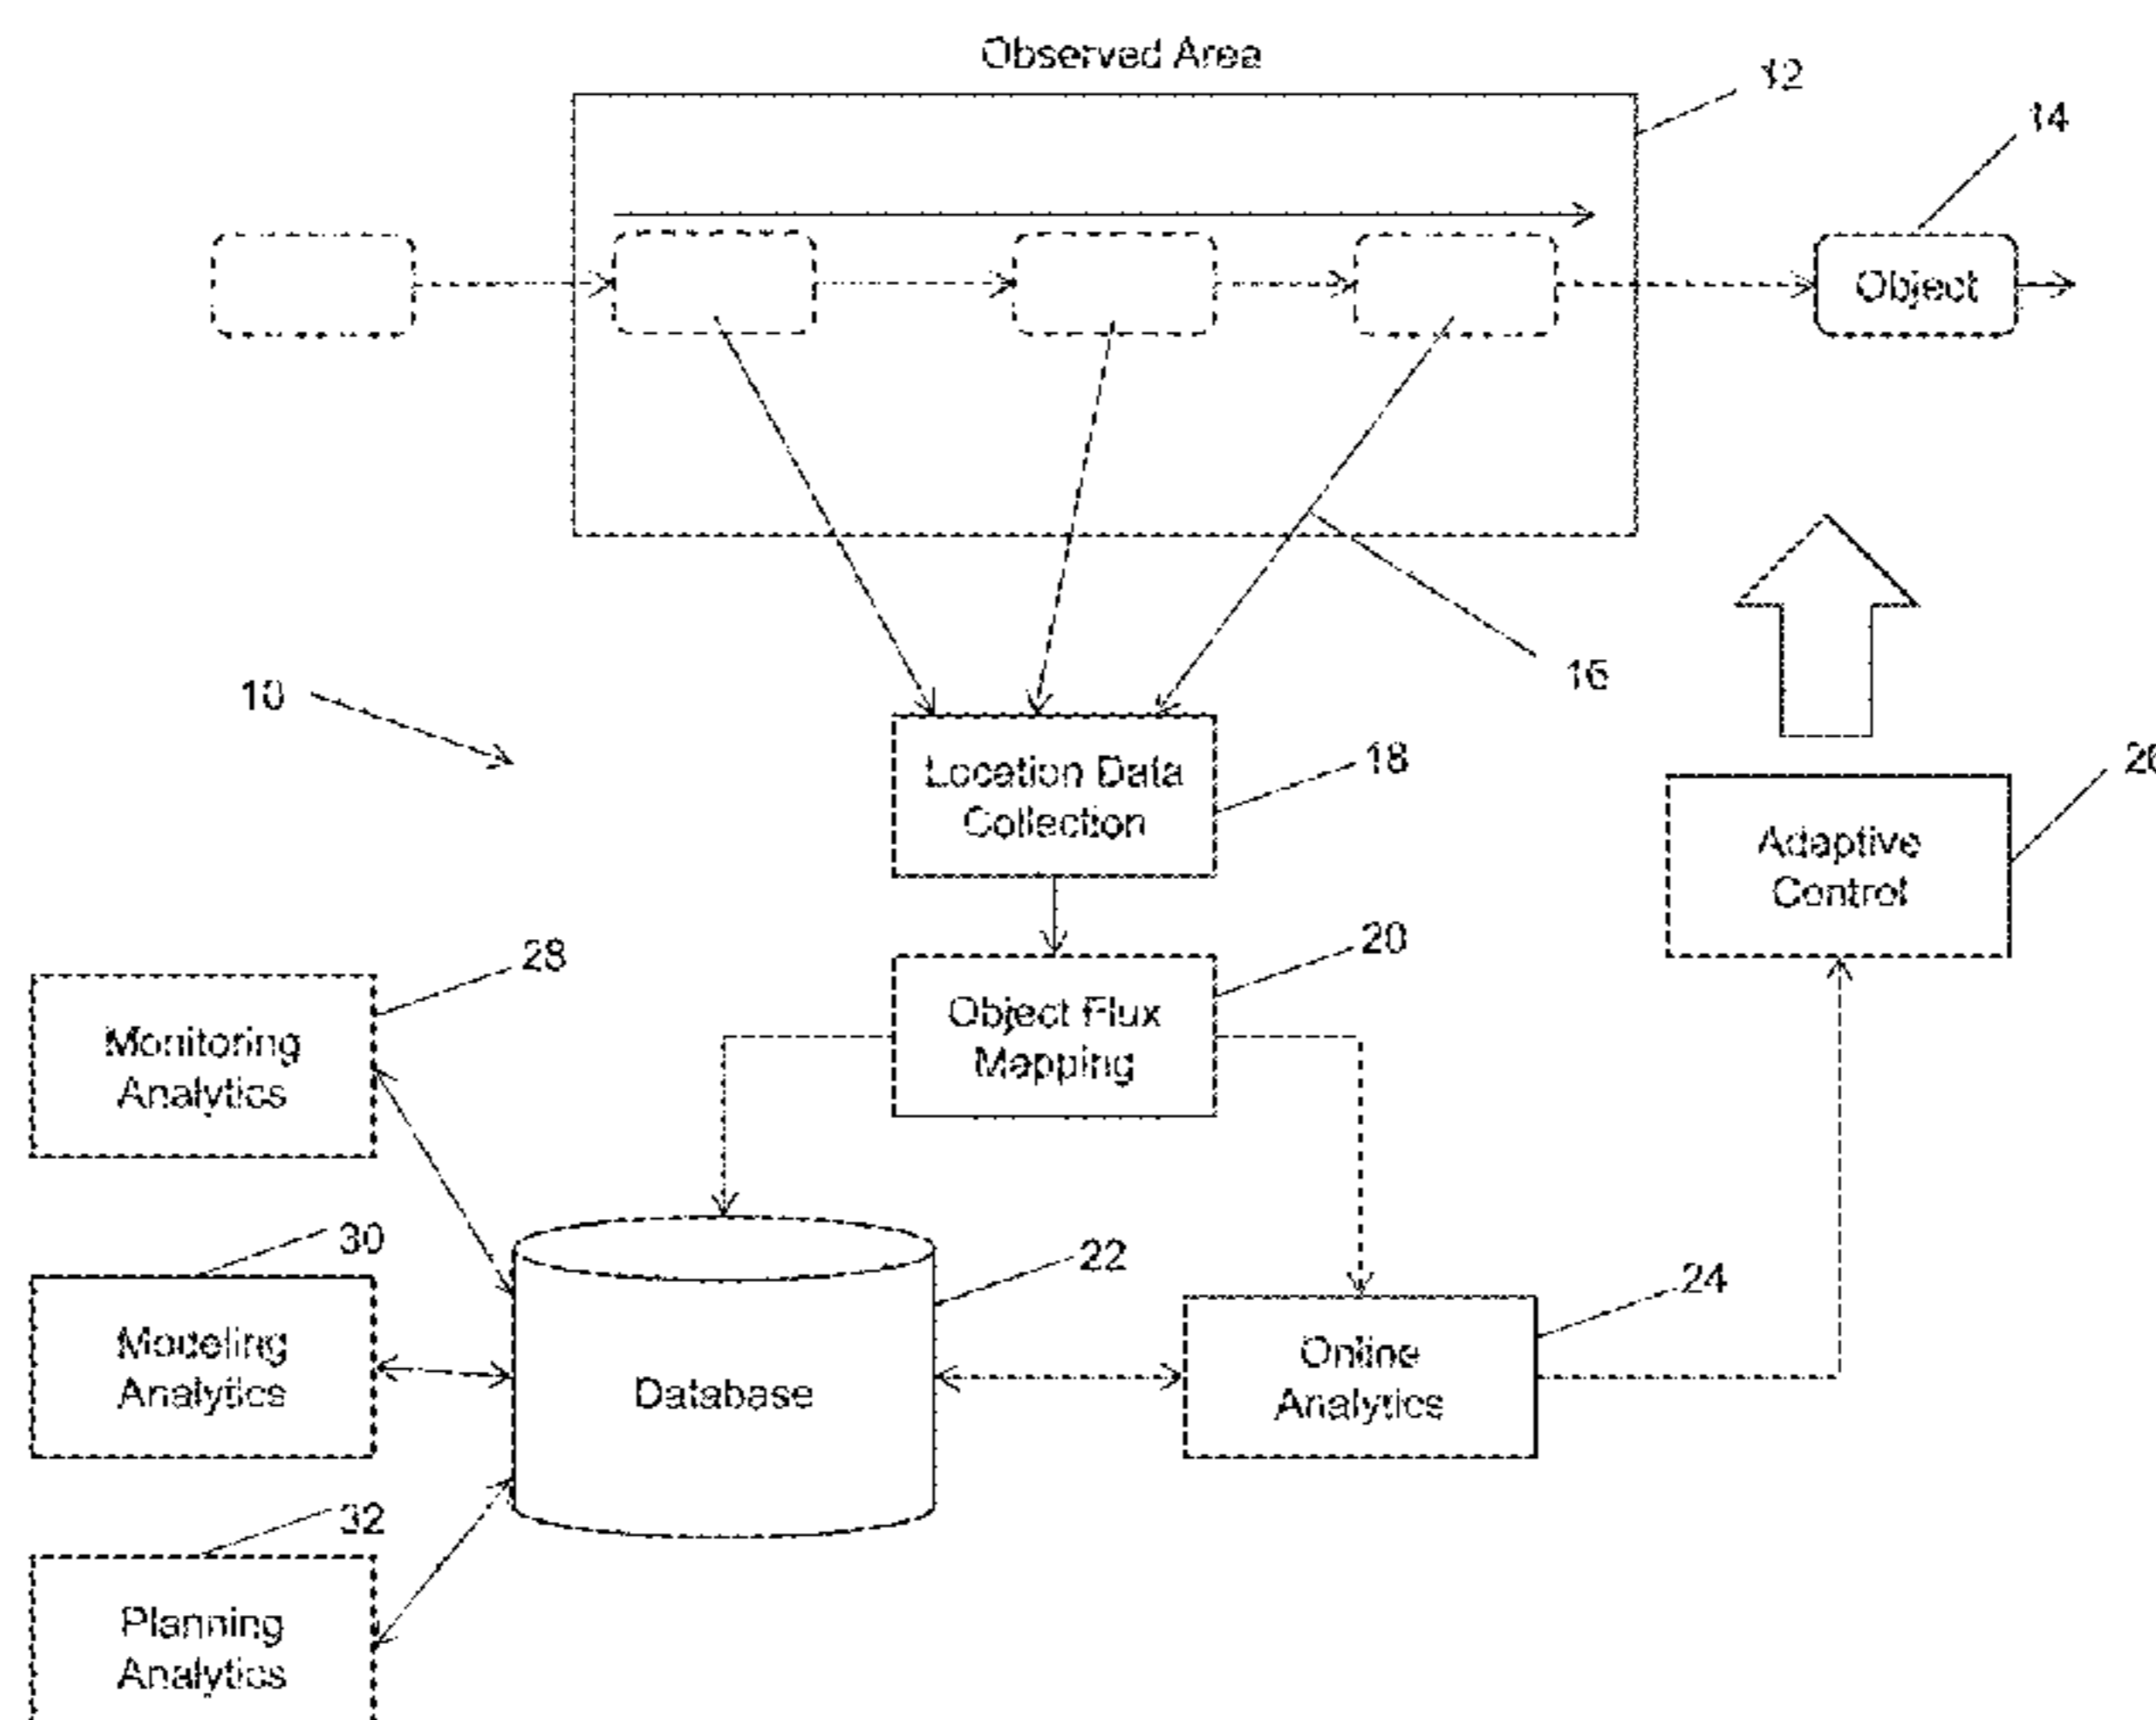 Observed Area
12
14
Object
16
10
Location Data
Collection
18
Adaptive
Control
Object Flux
Mapping
20
28
Monitoring
Analytics
30
Modeling
Analytics
22
Database
24
Online
Analytics
32
Planning
Analytics